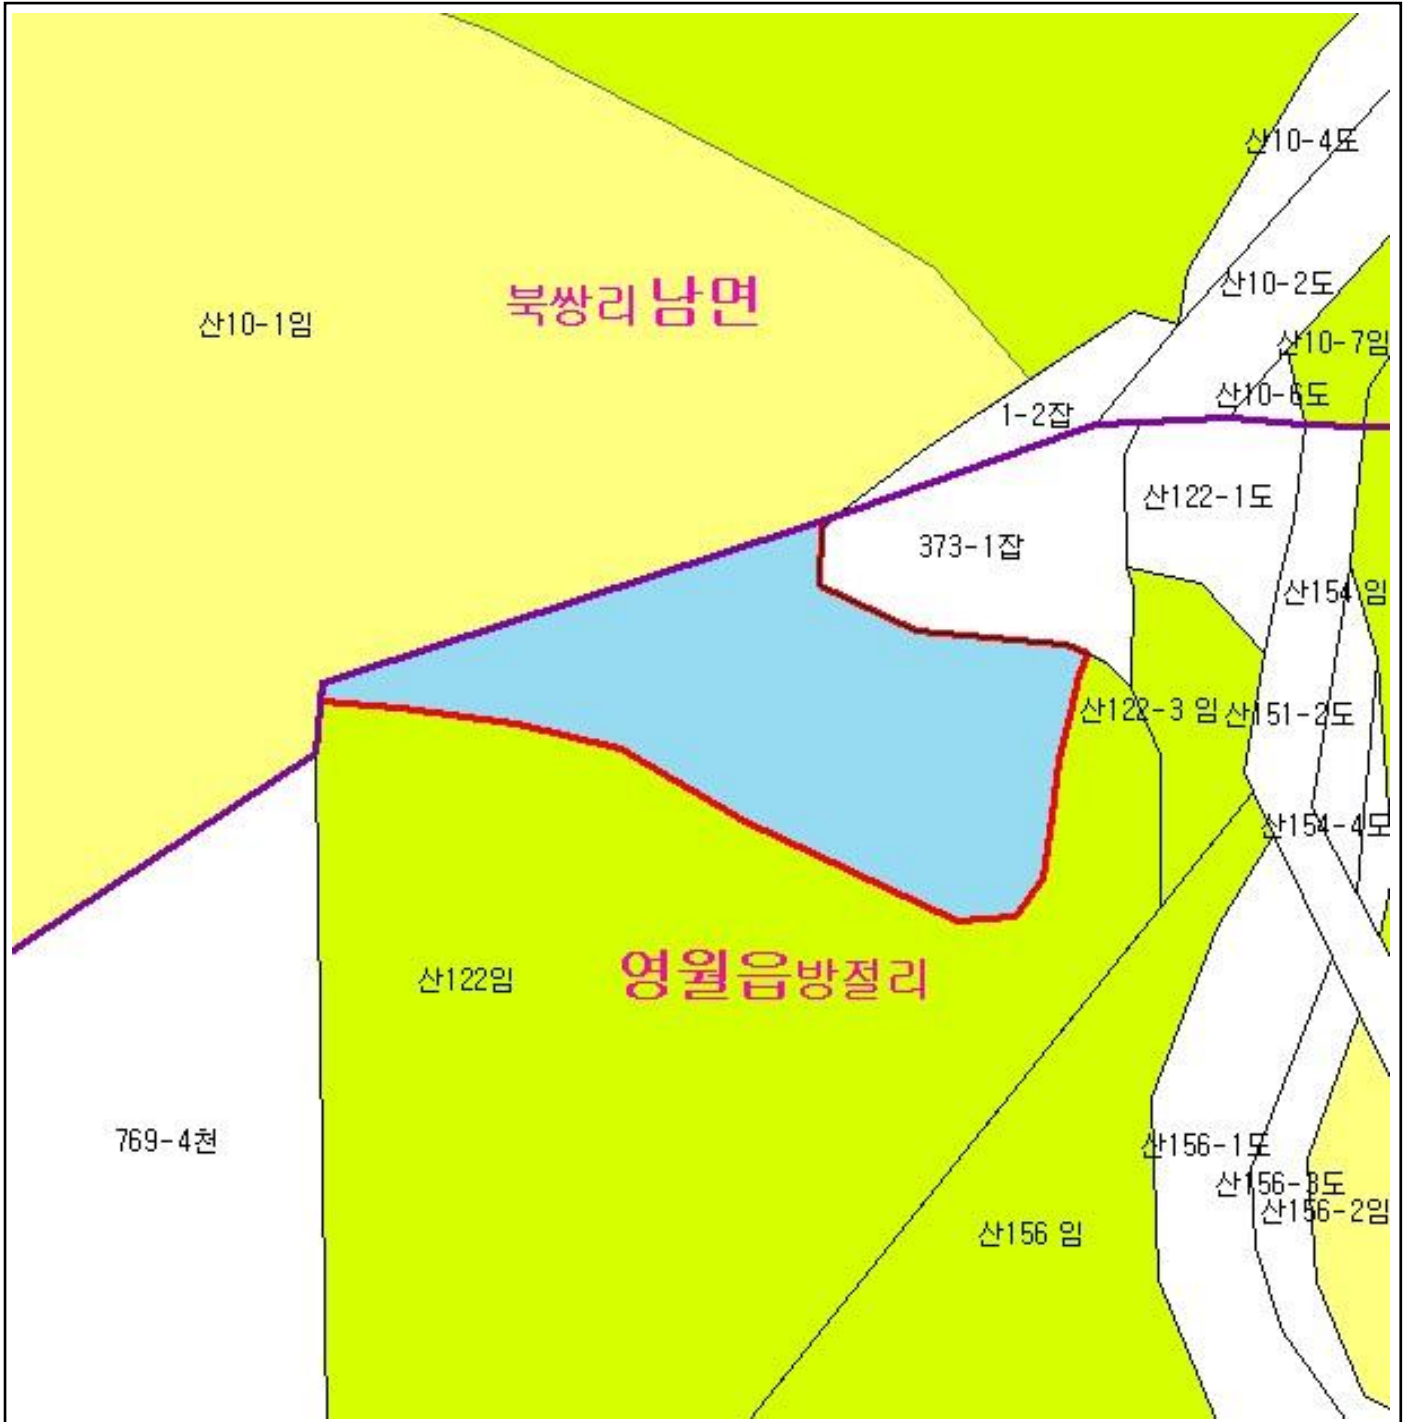 산10-4도
산10-2도
북쌍리 남면
산10-1임
산10-7임
산10-6도
1-2잡
산122-1도
373-1잡
산154 임
산122-3 임
산151-2도
산154-4도
산122임
영월읍방절리
769-4천
산156-1도
산156-3도
산156-2임
산156 임